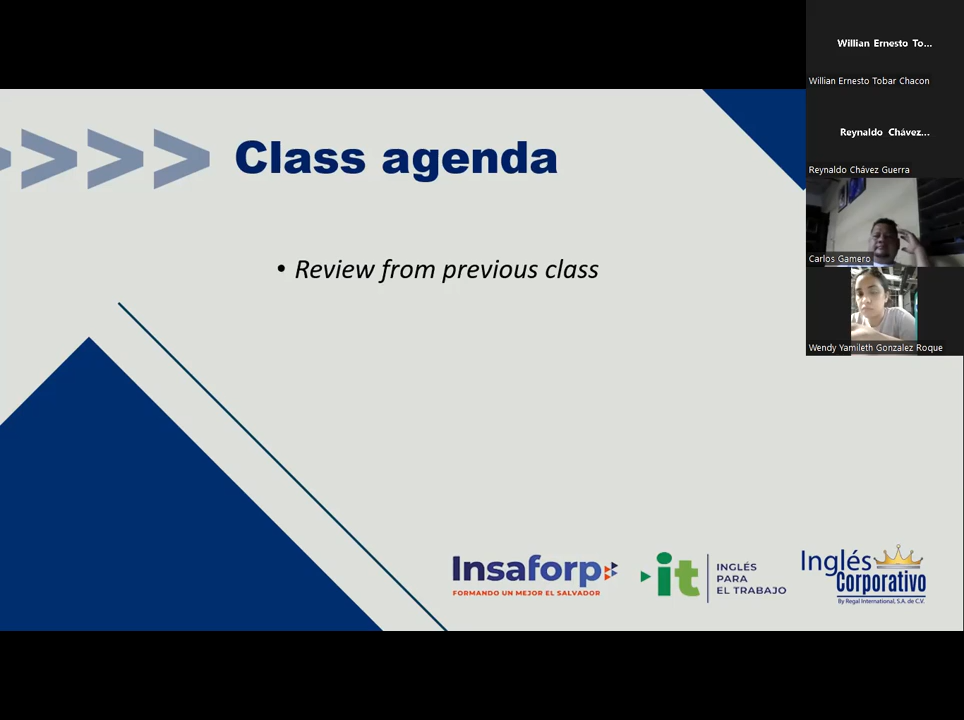 Willian Ernesto To...
Willian Ernesto Tobar Chacon
Reynaldo Chávez...
Reynaldo Chávez Guerra
Carlos Gamero
Wendy Yamileth Gonzalez Roque
>>>> Class agenda
• Review from previous class
Insaforp
FORMANDO UN MEJOR EL SALVADOR
it
INGLÉS
PARA
EL TRABAJO
Inglés
Corporativo
By Regal International, S.A. de C.V.